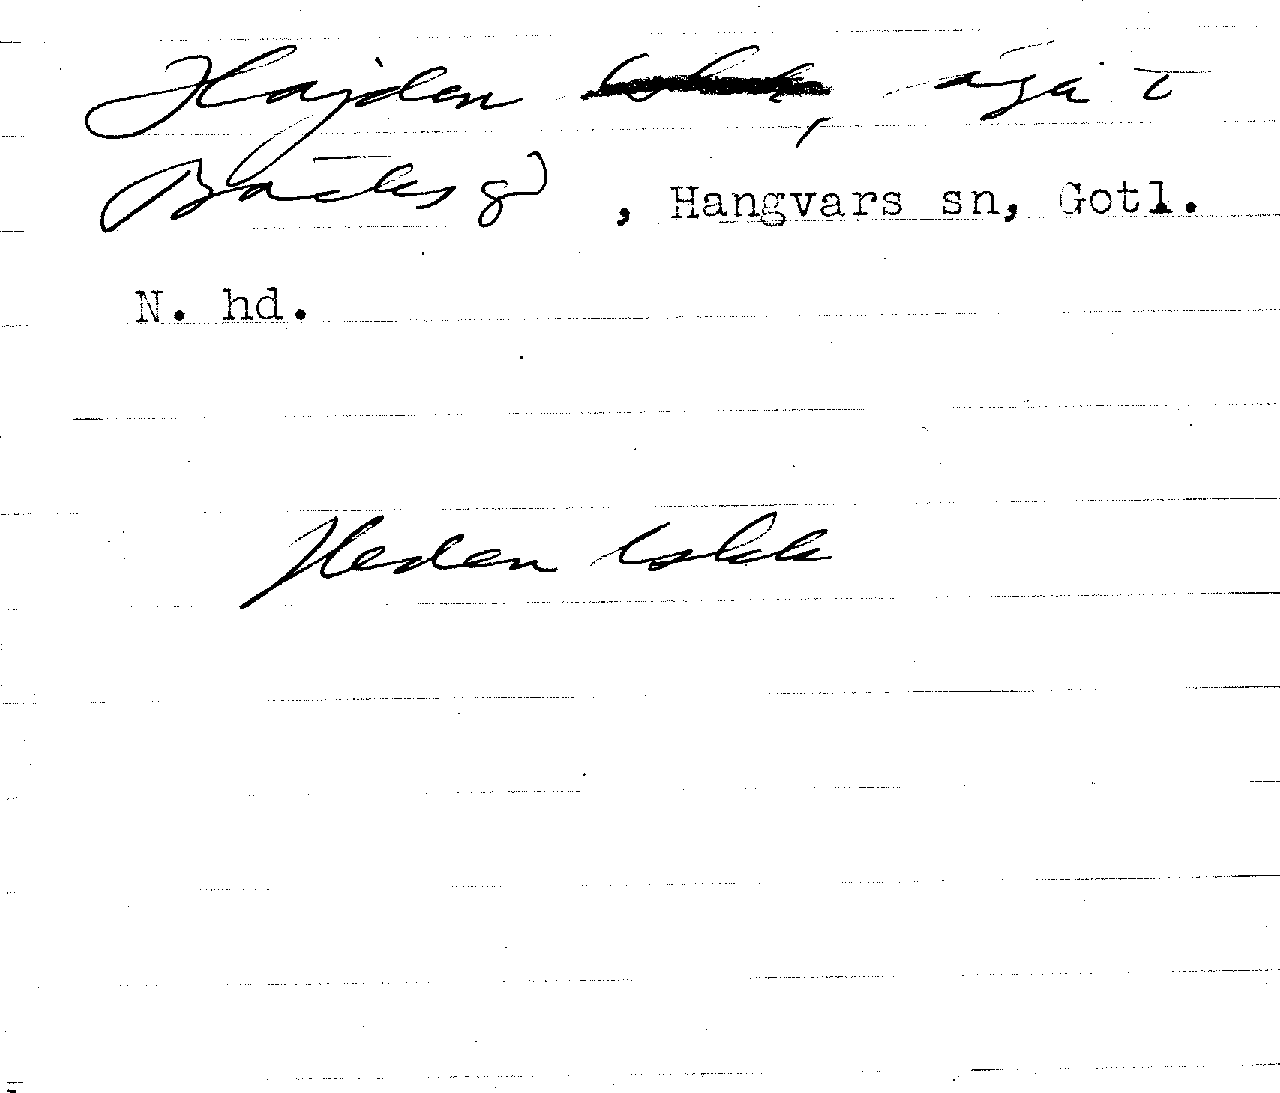 Hajden, äga t
Bäcks gd, Hangvars sn, Gotl.
N. hd.
Heden